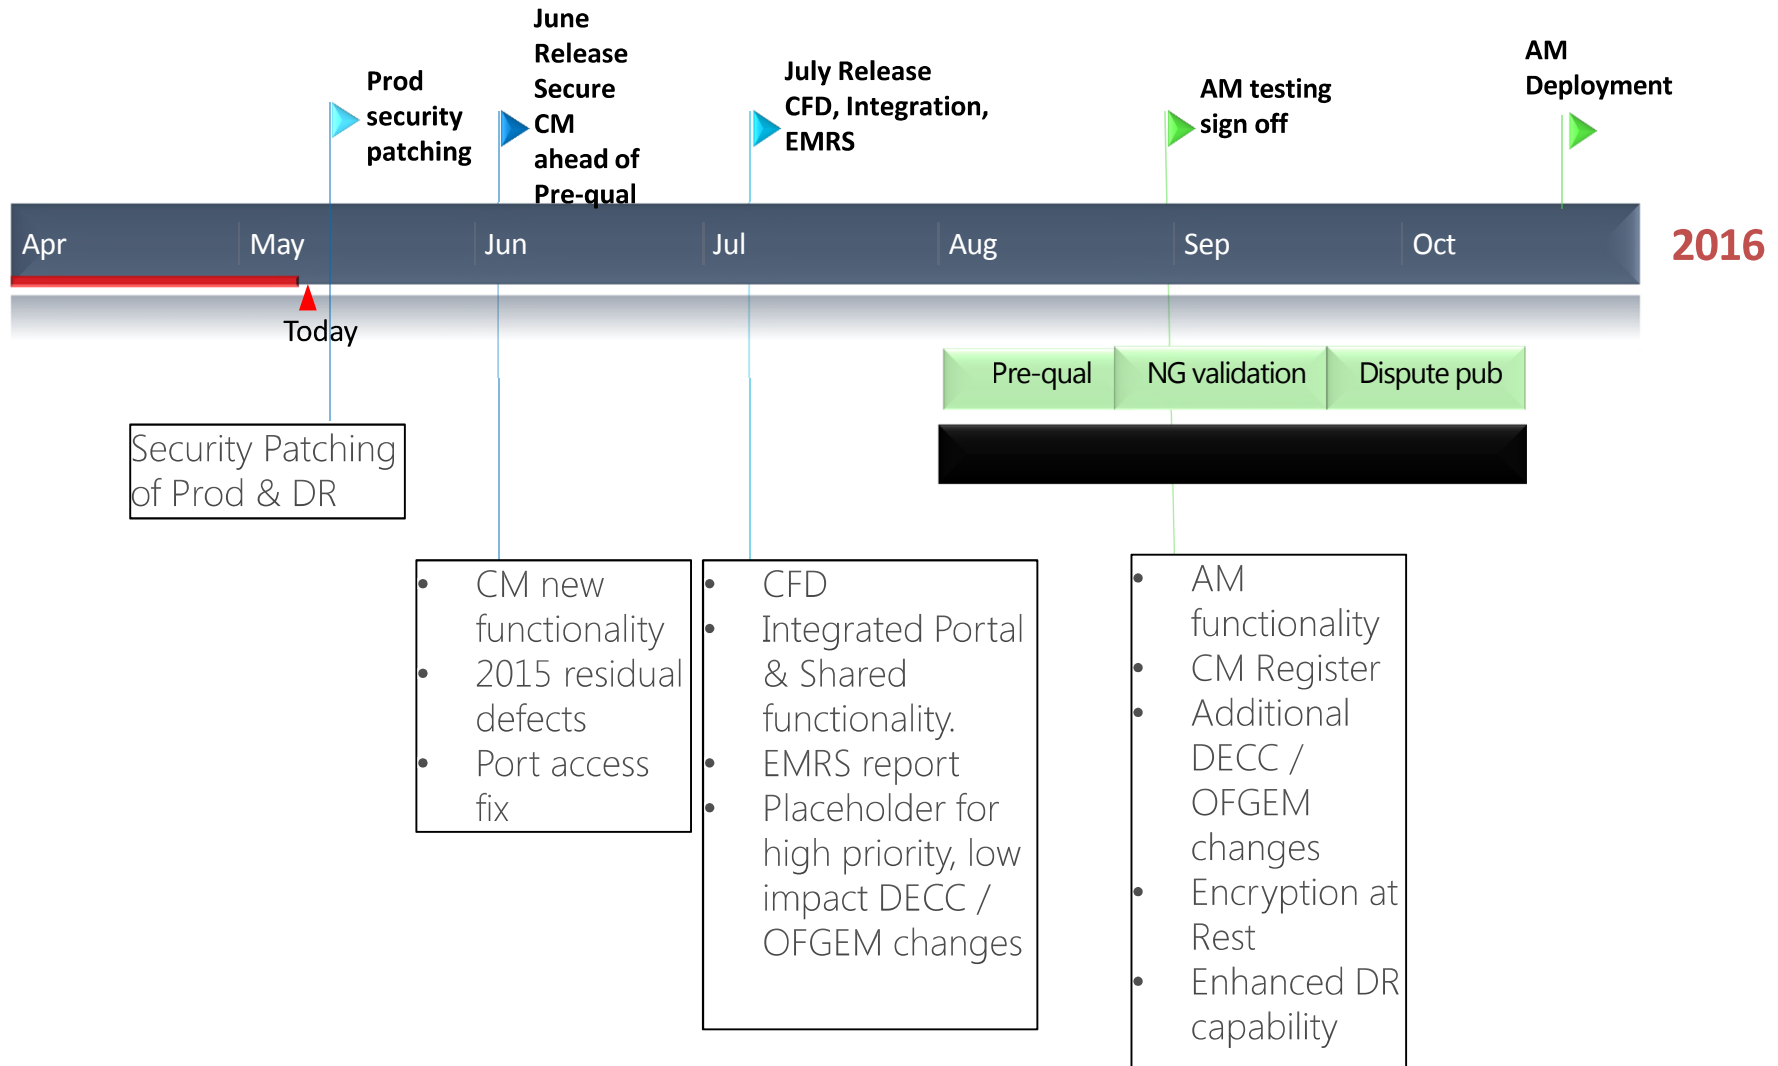 June
Release
Secure
CM
ahead of
Pre-qual
Prod
security
patching
July Release
CFD, Integration,
EMRS
AM testing
sign off
AM
Deployment
Apr
May
Jun
Jul
Aug
Sep
Oct
2016
Today
Pre-qual
NG validation
Dispute pub
Security Patching
of Prod & DR
• CM new
functionality
• 2015 residual
defects
• Port access
fix
• CFD
• Integrated Portal
& Shared
functionality.
• EMRS report
• Placeholder for
high priority, low
impact DECC /
OFGEM changes
• AM
functionality
• CM Register
• Additional
DECC /
OFGEM
changes
• Encryption at
Rest
• Enhanced DR
capability